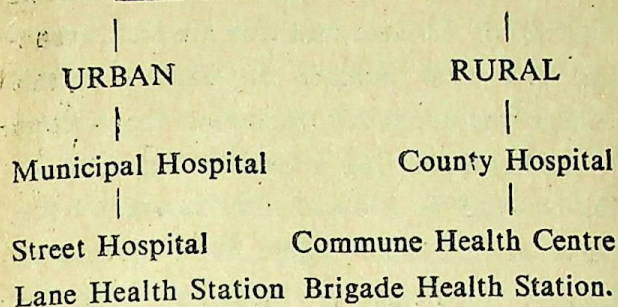 URBAN RURAL
Municipal Hospital County Hospital
Street Hospital Commune Health Centre
Lane Health Station Brigade Health Station.